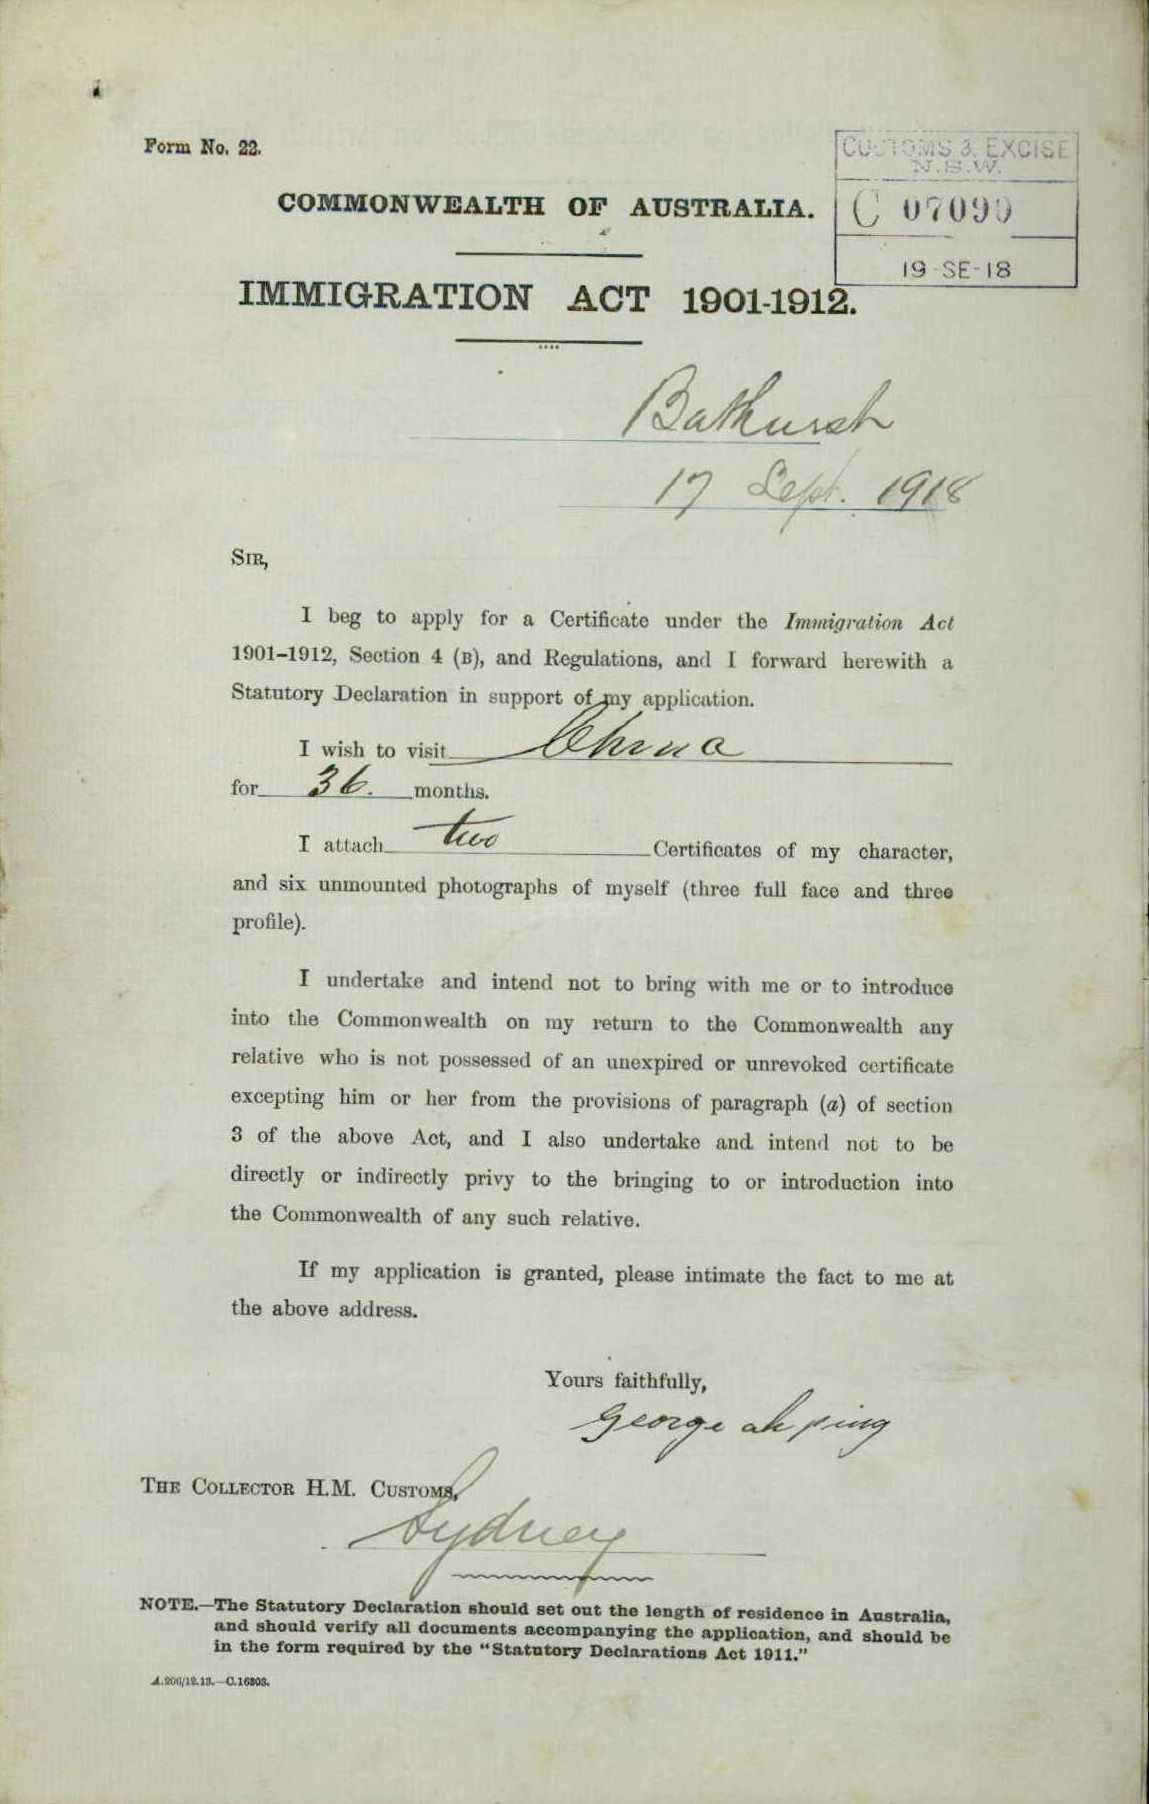 Form No. 22.
CUSTOMS & EXCISE
N.S.W.
C 07090
19-SE-18
COMMONWEALTH OF AUSTRALIA.
IMMIGRATION ACT 1901-1912.
Bathurst
17 Sept. 1918
SIR,
I beg to apply for a Certificate under the Immigration Act
1901–1912, Section 4 (B), and Regulations, and I forward herewith a
Statutory Declaration in support of my application.
I wish to visit China
for 36. months.
I attach two Certificates of my character,
and six unmounted photographs of myself (three full face and three
profile).
I undertake and intend not to bring with me or to introduce
into the Commonwealth on my return to the Commonwealth any
relative who is not possessed of an unexpired or unrevoked certificate
excepting him or her from the provisions of paragraph (a) of section
3 of the above Act, and I also undertake and intend not to be
directly or indirectly privy to the bringing to or introduction into
the Commonwealth of any such relative.
If my application is granted, please intimate the fact to me at
the above address.
Yours faithfully,
George ah ping
THE COLLECTOR H.M. CUSTOMS,
Sydney
NOTE.—The Statutory Declaration should set out the length of residence in Australia,
and should verify all documents accompanying the application, and should be
in the form required by the "Statutory Declarations Act 1911."
A.206/12.13.—C.16803.